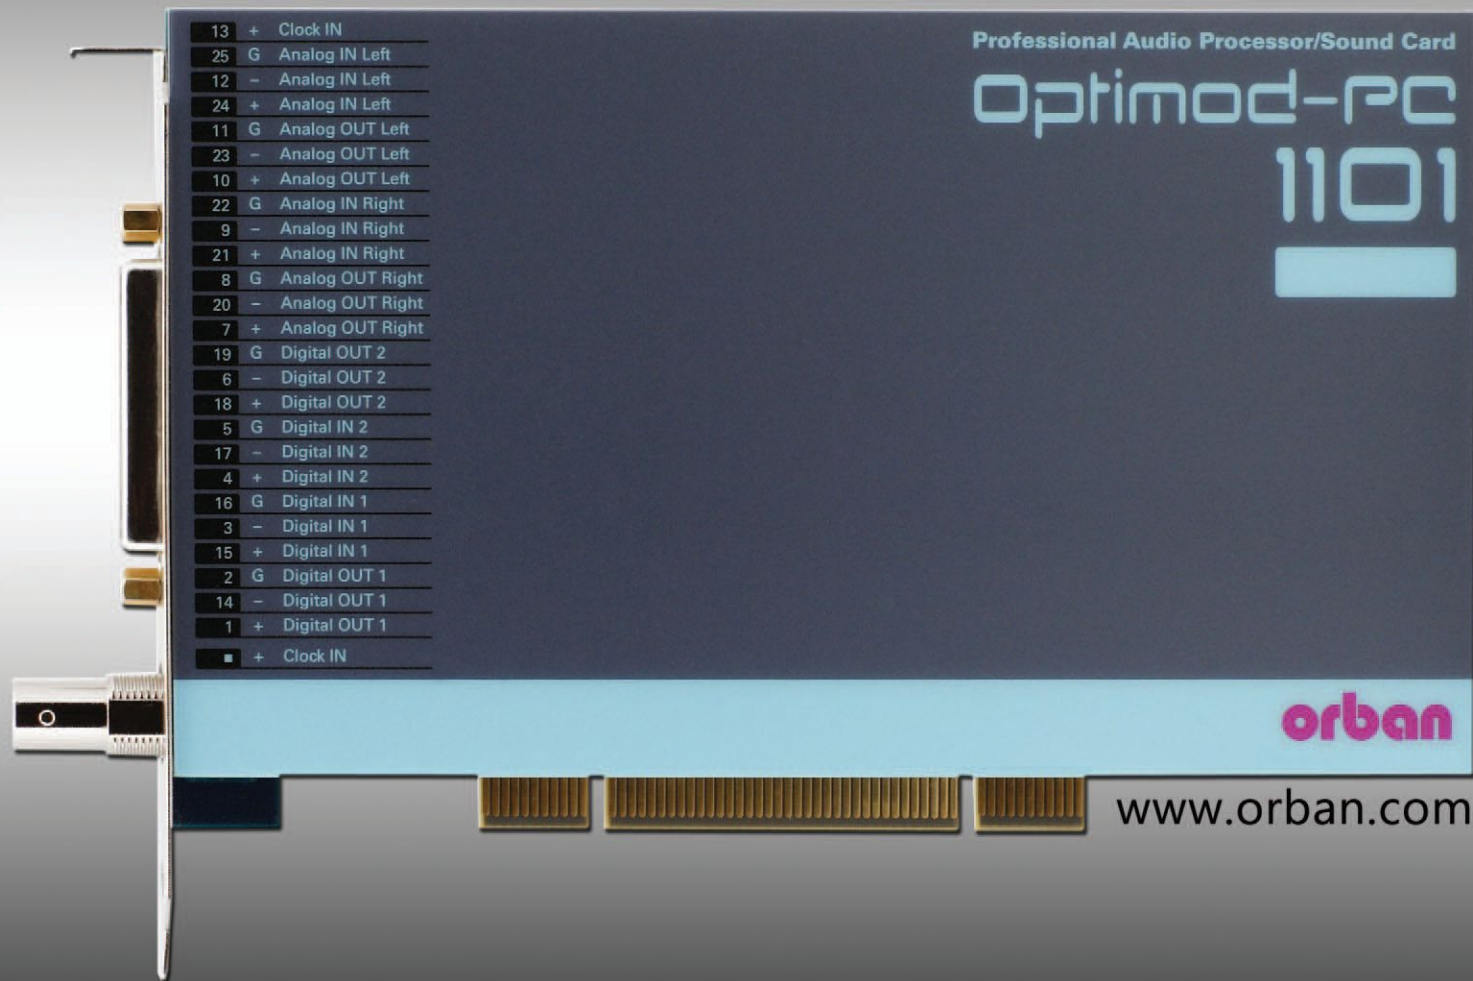 13 + Clock IN
25 G Analog IN Left
12 – Analog IN Left
24 + Analog IN Left
11 G Analog OUT Left
23 – Analog OUT Left
10 + Analog OUT Left
22 G Analog IN Right
9 – Analog IN Right
21 + Analog IN Right
8 G Analog OUT Right
20 – Analog OUT Right
7 + Analog OUT Right
19 G Digital OUT 2
6 – Digital OUT 2
18 + Digital OUT 2
5 G Digital IN 2
17 – Digital IN 2
4 + Digital IN 2
16 G Digital IN 1
3 – Digital IN 1
15 + Digital IN 1
2 G Digital OUT 1
14 – Digital OUT 1
1 + Digital OUT 1
■ + Clock IN
Professional Audio Processor/Sound Card
Optimod-PC
1101
orban
www.orban.com